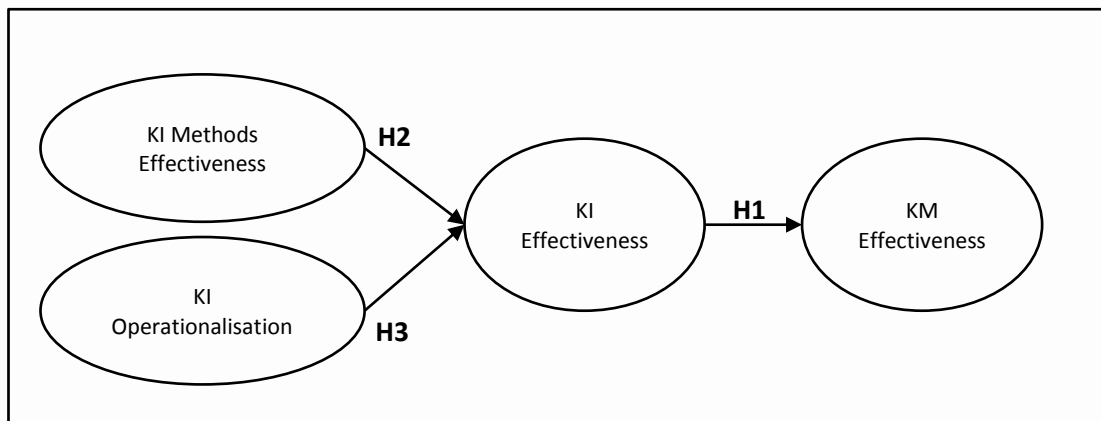 KI Methods
Effectiveness
H2
KI
Operationalisation
H3
KI
Effectiveness
H1
KM
Effectiveness